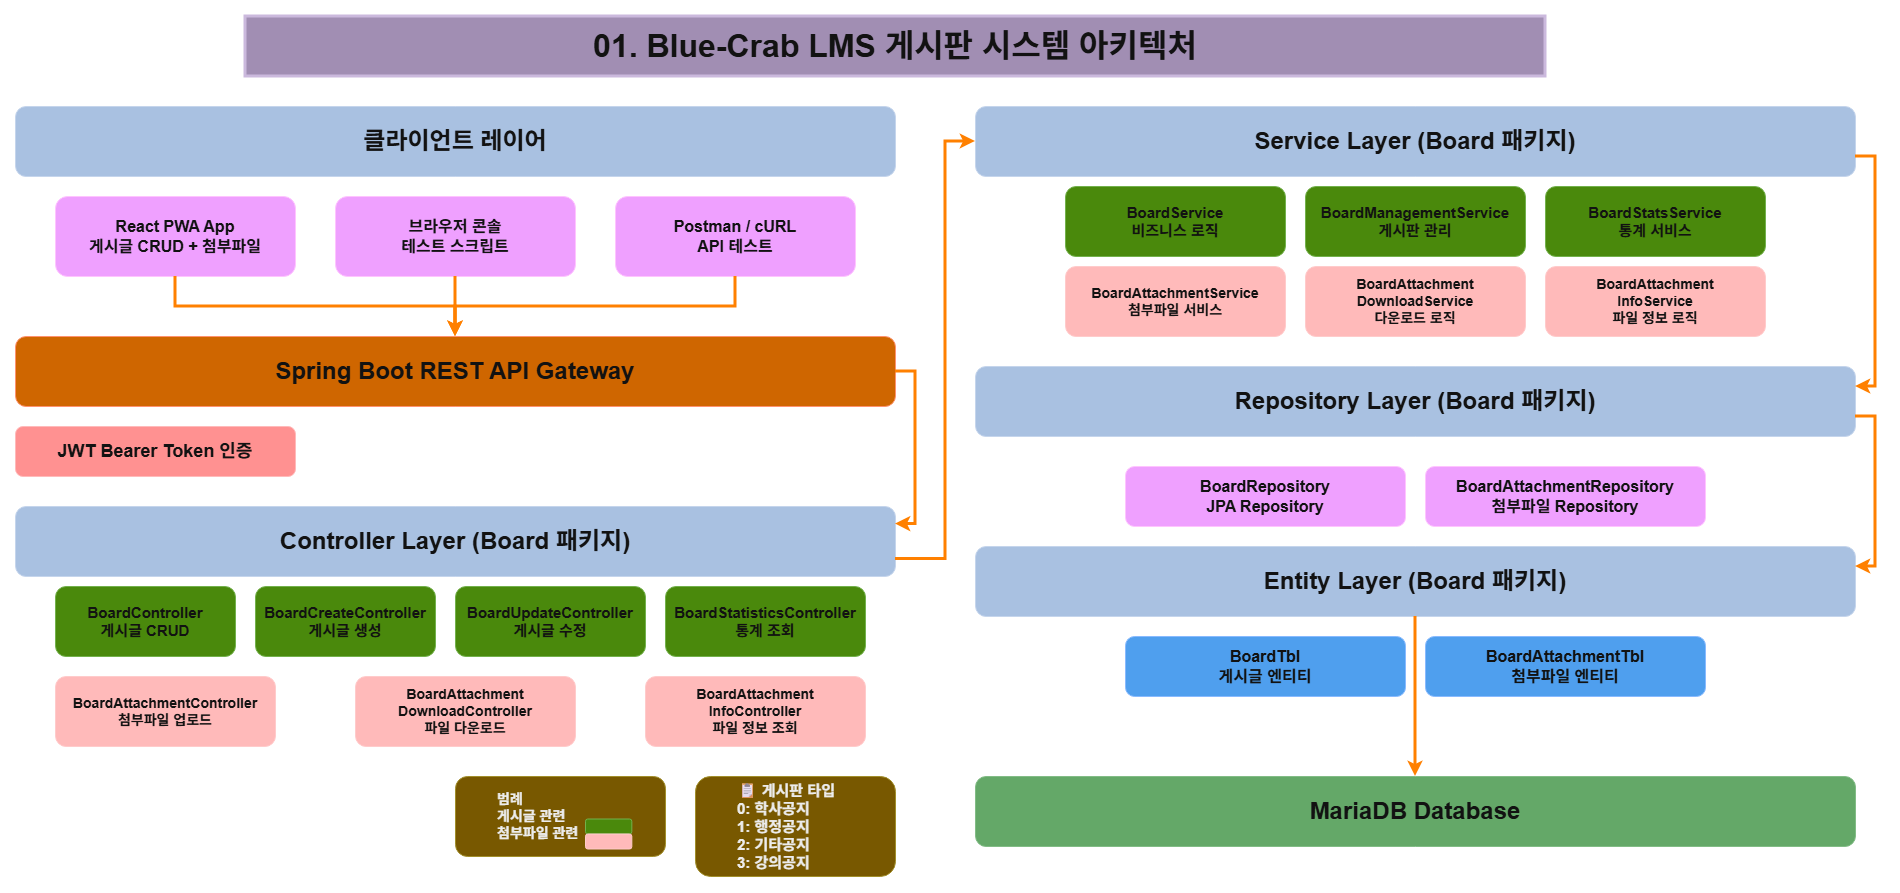 01. Blue-Crab LMS 게시판 시스템 아키텍처
클라이언트 레이어
React PWA App
게시글 CRUD + 첨부파일
브라우저 콘솔
테스트 스크립트
Postman / cURL
API 테스트
Spring Boot REST API Gateway
JWT Bearer Token 인증
Controller Layer (Board 패키지)
BoardController
게시글 CRUD
BoardCreateController
게시글 생성
BoardUpdateController
게시글 수정
BoardStatisticsController
통계 조회
BoardAttachmentController
첨부파일 업로드
BoardAttachment
DownloadController
파일 다운로드
BoardAttachment
InfoController
파일 정보 조회
범례
게시글 관련
첨부파일 관련
📋 게시판 타입
0: 학사공지
1: 행정공지
2: 기타공지
3: 강의공지
Service Layer (Board 패키지)
BoardService
비즈니스 로직
BoardManagementService
게시판 관리
BoardStatsService
통계 서비스
BoardAttachmentService
첨부파일 서비스
BoardAttachment
DownloadService
다운로드 로직
BoardAttachment
InfoService
파일 정보 로직
Repository Layer (Board 패키지)
BoardRepository
JPA Repository
BoardAttachmentRepository
첨부파일 Repository
Entity Layer (Board 패키지)
BoardTbl
게시글 엔티티
BoardAttachmentTbl
첨부파일 엔티티
MariaDB Database